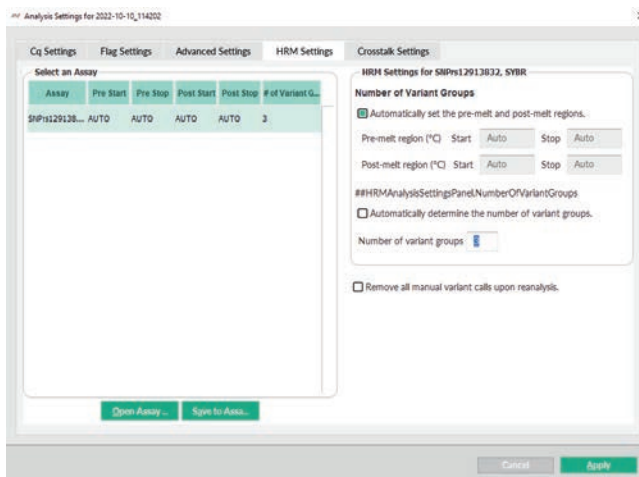 Analysis Settings for 2022-10-10_114202
Cq Settings Flag Settings Advanced Settings HRM Settings Crosstalk Settings
Select an Assay
Assay Pre Start Pre Stop Post Start Post Stop # of Variant G...
SNPrs129138... AUTO AUTO AUTO AUTO 3
Open Assay ... Save to Assa...
HRM Settings for SNPrs12913832, SYBR
Number of Variant Groups
Automatically set the pre-melt and post-melt regions.
Pre-melt region (°C) Start Auto Stop Auto
Post-melt region (°C) Start Auto Stop Auto
##HRMAnalysisSettingsPanel.NumberOfVariantGroups
Automatically determine the number of variant groups.
Number of variant groups 3
Remove all manual variant calls upon reanalysis.
Cancel Apply